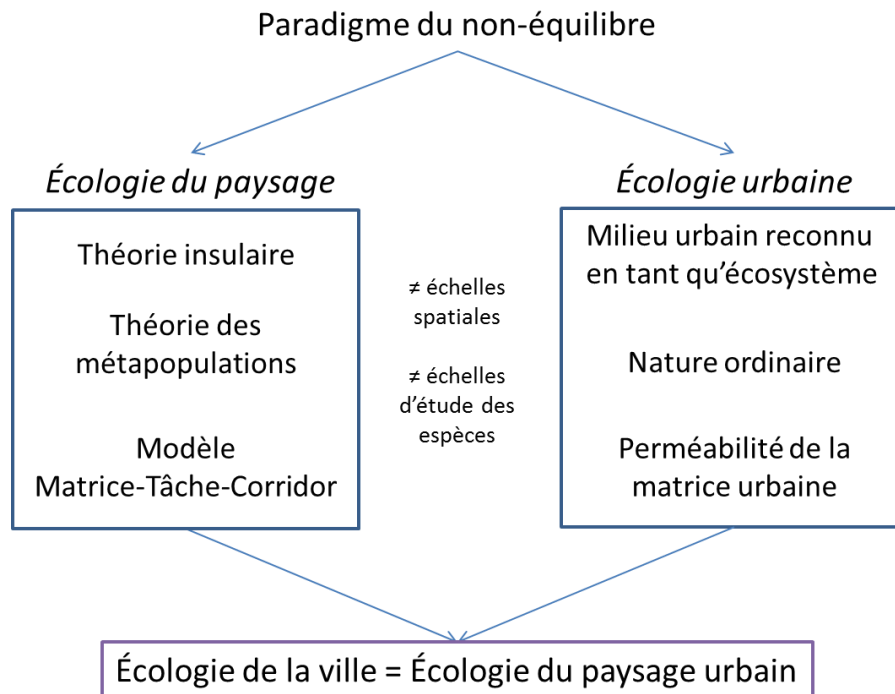 Paradigme du non-équilibre
Écologie du paysage
Théorie insulaire
Théorie des
métapopulations
Modèle
Matrice-Tâche-Corridor
≠ échelles
spatiales
≠ échelles
d'étude des
espèces
Écologie urbaine
Milieu urbain reconnu
en tant qu'écosystème
Nature ordinaire
Perméabilité de la
matrice urbaine
Écologie de la ville = Écologie du paysage urbain